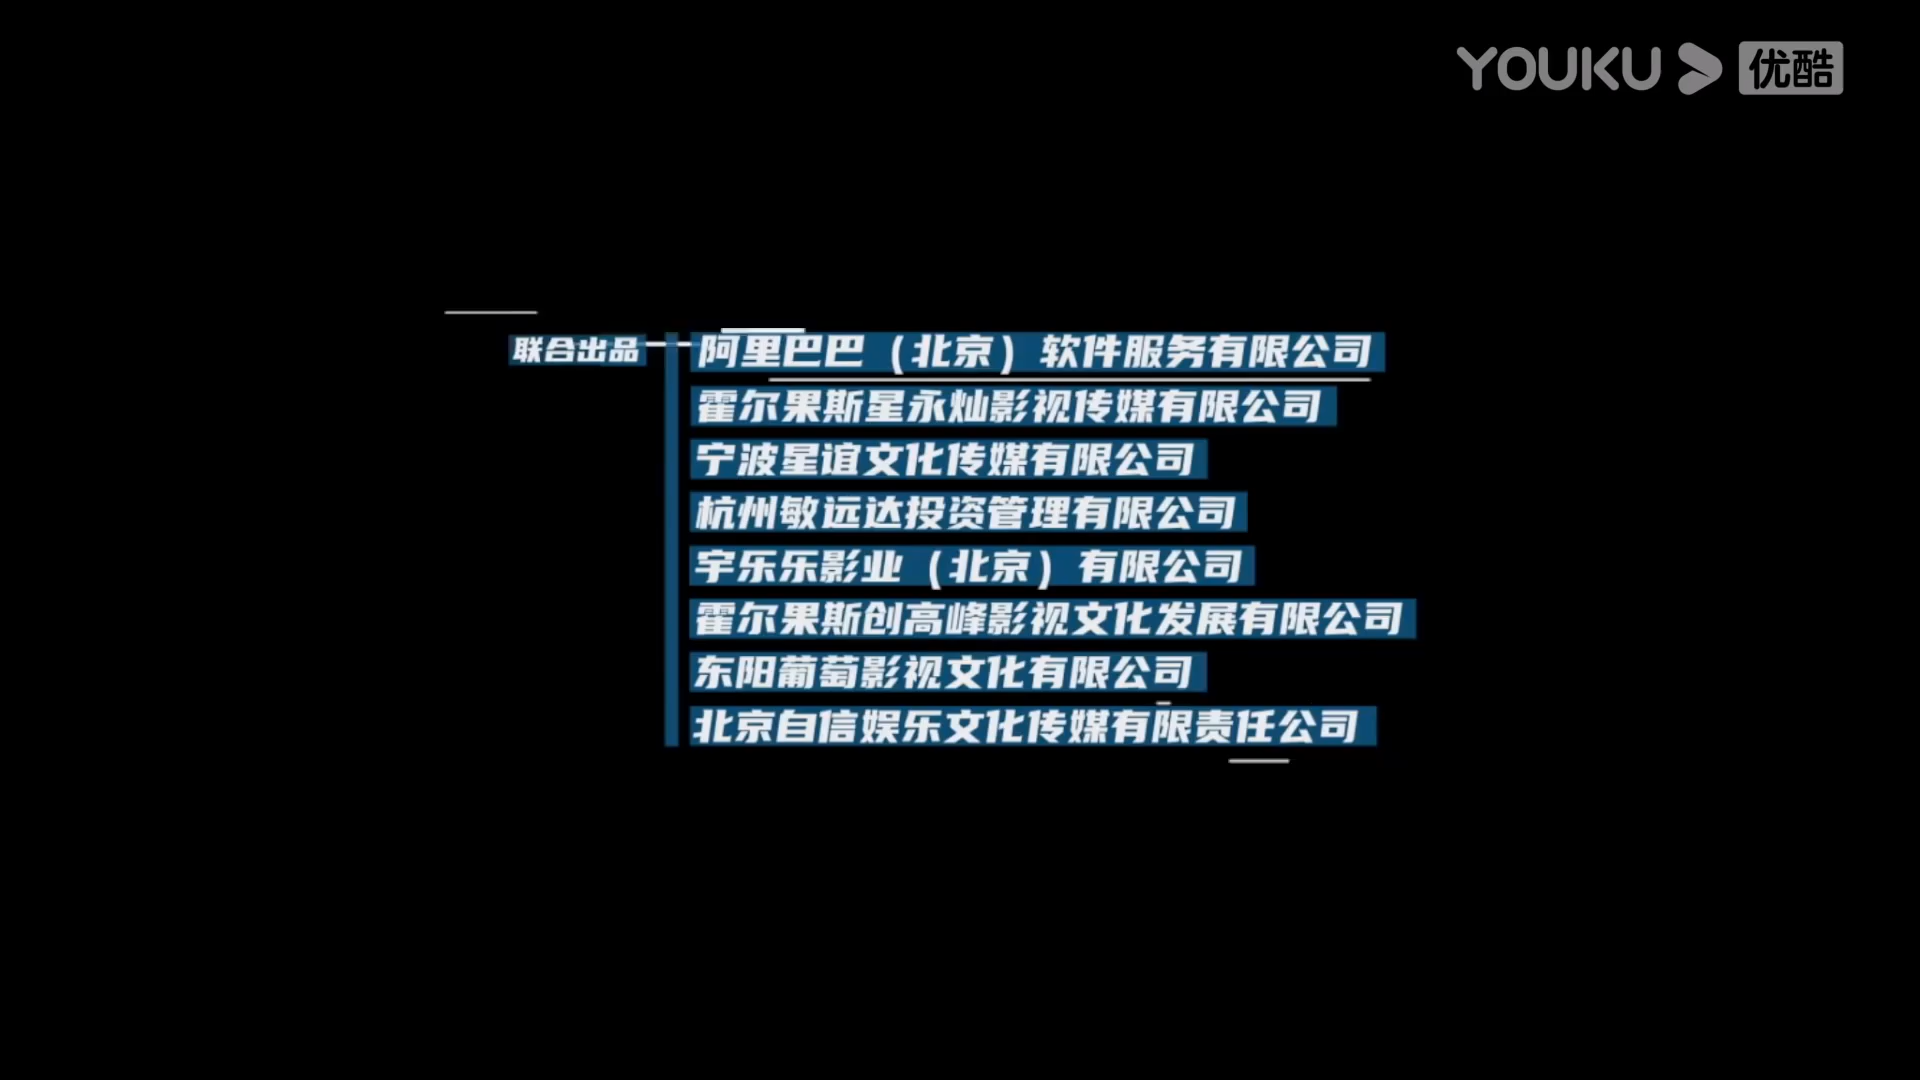 YOUKU 优酷
联合出品
阿里巴巴（北京）软件服务有限公司
霍尔果斯星永灿影视传媒有限公司
宁波星谊文化传媒有限公司
杭州敏远达投资管理有限公司
宇乐乐影业（北京）有限公司
霍尔果斯创高峰影视文化发展有限公司
东阳葡萄影视文化有限公司
北京自信娱乐文化传媒有限责任公司